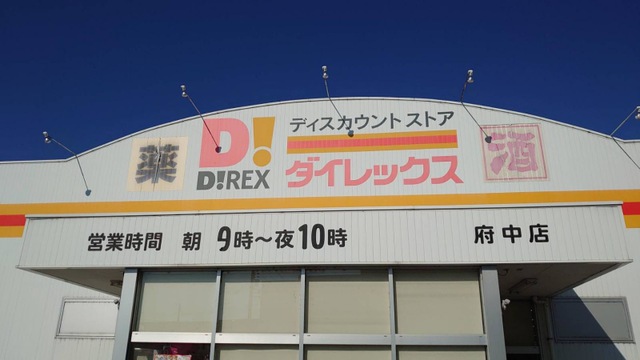 薬
D!
D!REX
ディスカウント ストア
ダイレックス
酒
営業時間 朝 9時～夜10時
府中店